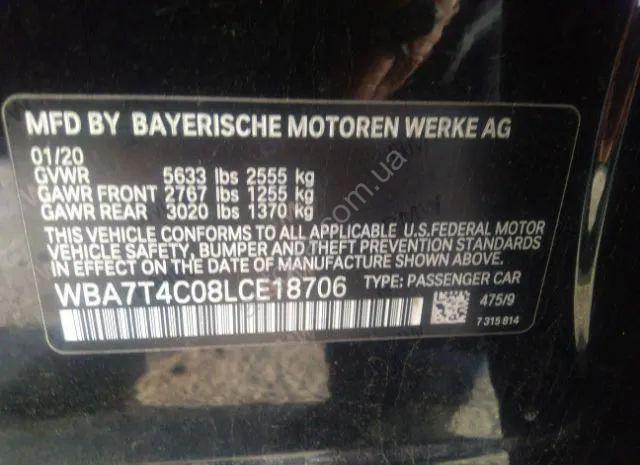 MFD BY BAYERISCHE MOTOREN WERKE AG
01/20
GVWR 5633 lbs 2555 kg
GAWR FRONT 2767 lbs 1255 kg
GAWR REAR 3020 lbs 1370 kg
THIS VEHICLE CONFORMS TO ALL APPLICABLE U.S.FEDERAL MOTOR
VEHICLE SAFETY, BUMPER AND THEFT PREVENTION STANDARDS
IN EFFECT ON THE DATE OF MANUFACTURE SHOWN ABOVE.
WBA7T4C08LCE18706 TYPE: PASSENGER CAR
475/9
7 315 814